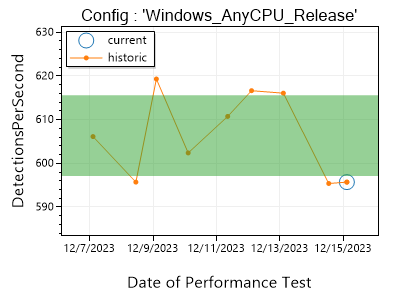 Config : 'Windows_AnyCPU_Release'
current
historic
DetectionsPerSecond
630
620
610
600
590
12/7/2023
12/9/2023
12/11/2023
12/13/2023
12/15/2023
Date of Performance Test